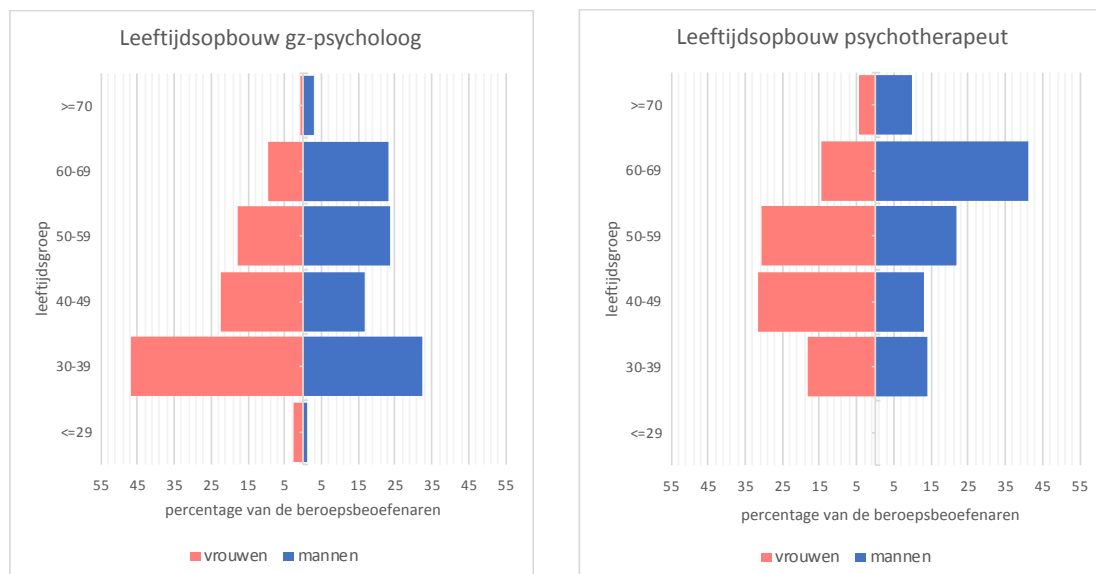 Leeftijdsopbouw gz-psycholoog
leeftijdsgroep
>=70
60-69
50-59
40-49
30-39
<=29
55 45 35 25 15 5 5 15 25 35 45 55
percentage van de beroepsbeoefenaren
vrouwen mannen
Leeftijdsopbouw psychotherapeut
leeftijdsgroep
>=70
60-69
50-59
40-49
30-39
<=29
55 45 35 25 15 5 5 15 25 35 45 55
percentage van de beroepsbeoefenaren
vrouwen mannen